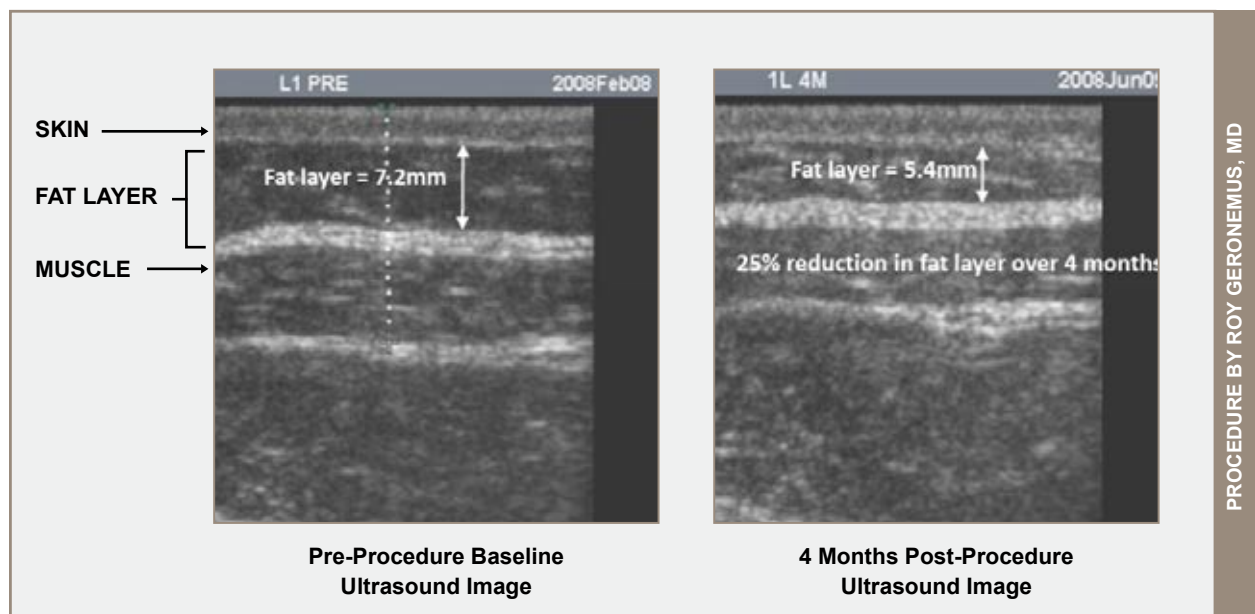 L1 PRE 2008Feb08
1L 4M 2008Jun0
SKIN
FAT LAYER
MUSCLE
Fat layer = 7.2mm
Fat layer = 5.4mm
25% reduction in fat layer over 4 months
Pre-Procedure Baseline
Ultrasound Image
4 Months Post-Procedure
Ultrasound Image
PROCEDURE BY ROY GERONEMUS, MD